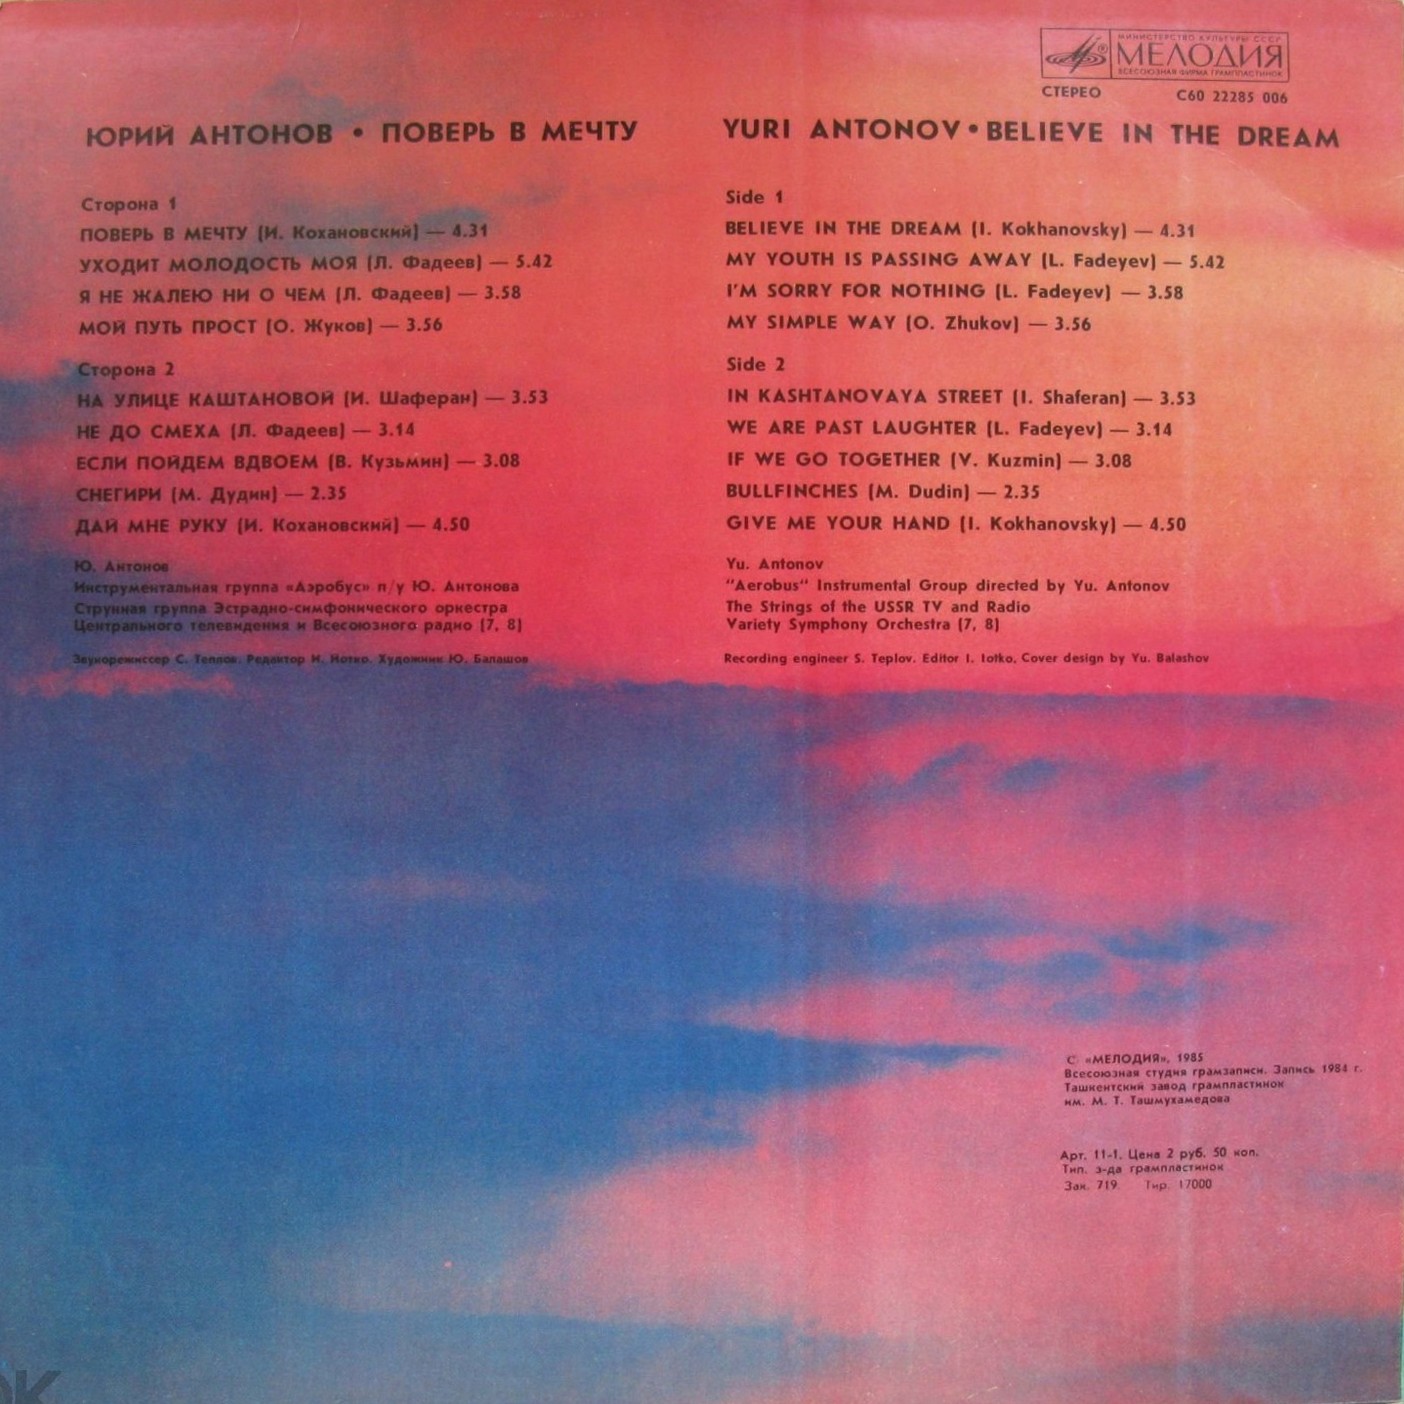 МИНИСТЕРСТВО КУЛЬТУРЫ СССР
МЕЛОДИЯ
ВСЕСОЮЗНАЯ ФИРМА ГРАМПЛАСТИНОК
СТЕРЕО С60 22285 006
ЮРИЙ АНТОНОВ • ПОВЕРЬ В МЕЧТУ
Сторона 1
ПОВЕРЬ В МЕЧТУ (И. Кохановский) — 4.31
УХОДИТ МОЛОДОСТЬ МОЯ (Л. Фадеев) — 5.42
Я НЕ ЖАЛЕЮ НИ О ЧЕМ (Л. Фадеев) — 3.58
МОЙ ПУТЬ ПРОСТ (О. Жуков) — 3.56
Сторона 2
НА УЛИЦЕ КАШТАНОВОЙ (И. Шаферан) — 3.53
НЕ ДО СМЕХА (Л. Фадеев) — 3.14
ЕСЛИ ПОЙДЕМ ВДВОЕМ (В. Кузьмин) — 3.08
СНЕГИРИ (М. Дудин) — 2.35
ДАЙ МНЕ РУКУ (И. Кохановский) — 4.50
Ю. Антонов
Инструментальная группа «Аэробус» п/у Ю. Антонова
Струнная группа Эстрадно-симфонического оркестра
Центрального телевидения и Всесоюзного радио (7, 8)
Звукорежиссер С. Теплов. Редактор И. Йотко. Художник Ю. Балашов
YURI ANTONOV • BELIEVE IN THE DREAM
Side 1
BELIEVE IN THE DREAM (I. Kokhanovsky) — 4.31
MY YOUTH IS PASSING AWAY (L. Fadeyev) — 5.42
I'M SORRY FOR NOTHING (L. Fadeyev) — 3.58
MY SIMPLE WAY (O. Zhukov) — 3.56
Side 2
IN KASHTANOVAYA STREET (I. Shaferan) — 3.53
WE ARE PAST LAUGHTER (L. Fadeyev) — 3.14
IF WE GO TOGETHER (V. Kuzmin) — 3.08
BULLFINCHES (M. Dudin) — 2.35
GIVE ME YOUR HAND (I. Kokhanovsky) — 4.50
Yu. Antonov
"Aerobus" Instrumental Group directed by Yu. Antonov
The Strings of the USSR TV and Radio
Variety Symphony Orchestra (7, 8)
Recording engineer S. Teplov. Editor I. Iotko. Cover design by Yu. Balashov
С «МЕЛОДИЯ», 1985
Всесоюзная студия грамзаписи. Запись 1984 г.
Ташкентский завод грампластинок
им. М. Т. Ташмухамедова
Арт. 11-1. Цена 2 руб. 50 коп.
Тип. з-да грампластинок
Зак. 719 Тир. 17000